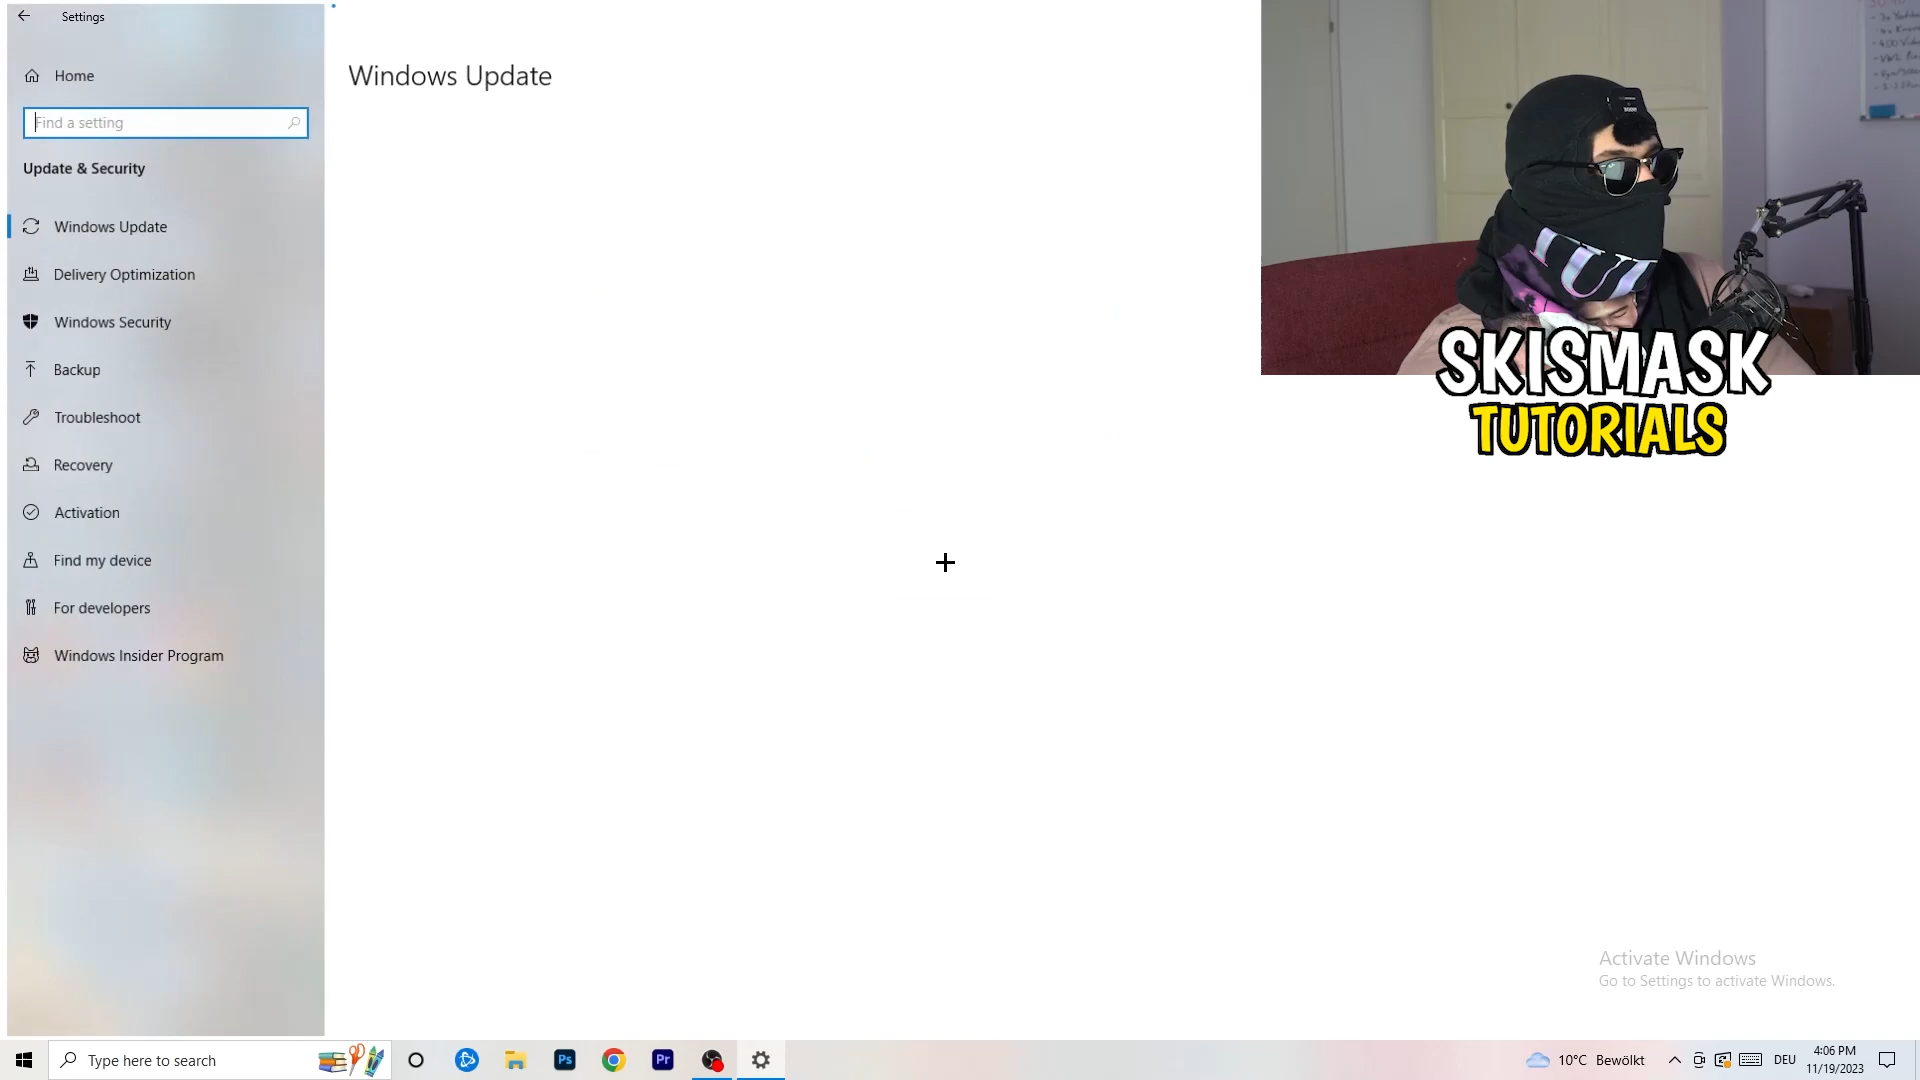 Settings
Home
Find a setting
Update & Security
Windows Update
Delivery Optimization
Windows Security
Backup
Troubleshoot
Recovery
Activation
Find my device
For developers
Windows Insider Program
Windows Update
SKISMASK
TUTORIALS
Activate Windows
Go to Settings to activate Windows.
Type here to search
Ps
Pr
10°C Bewölkt
DEU
4:06 PM
11/19/2023